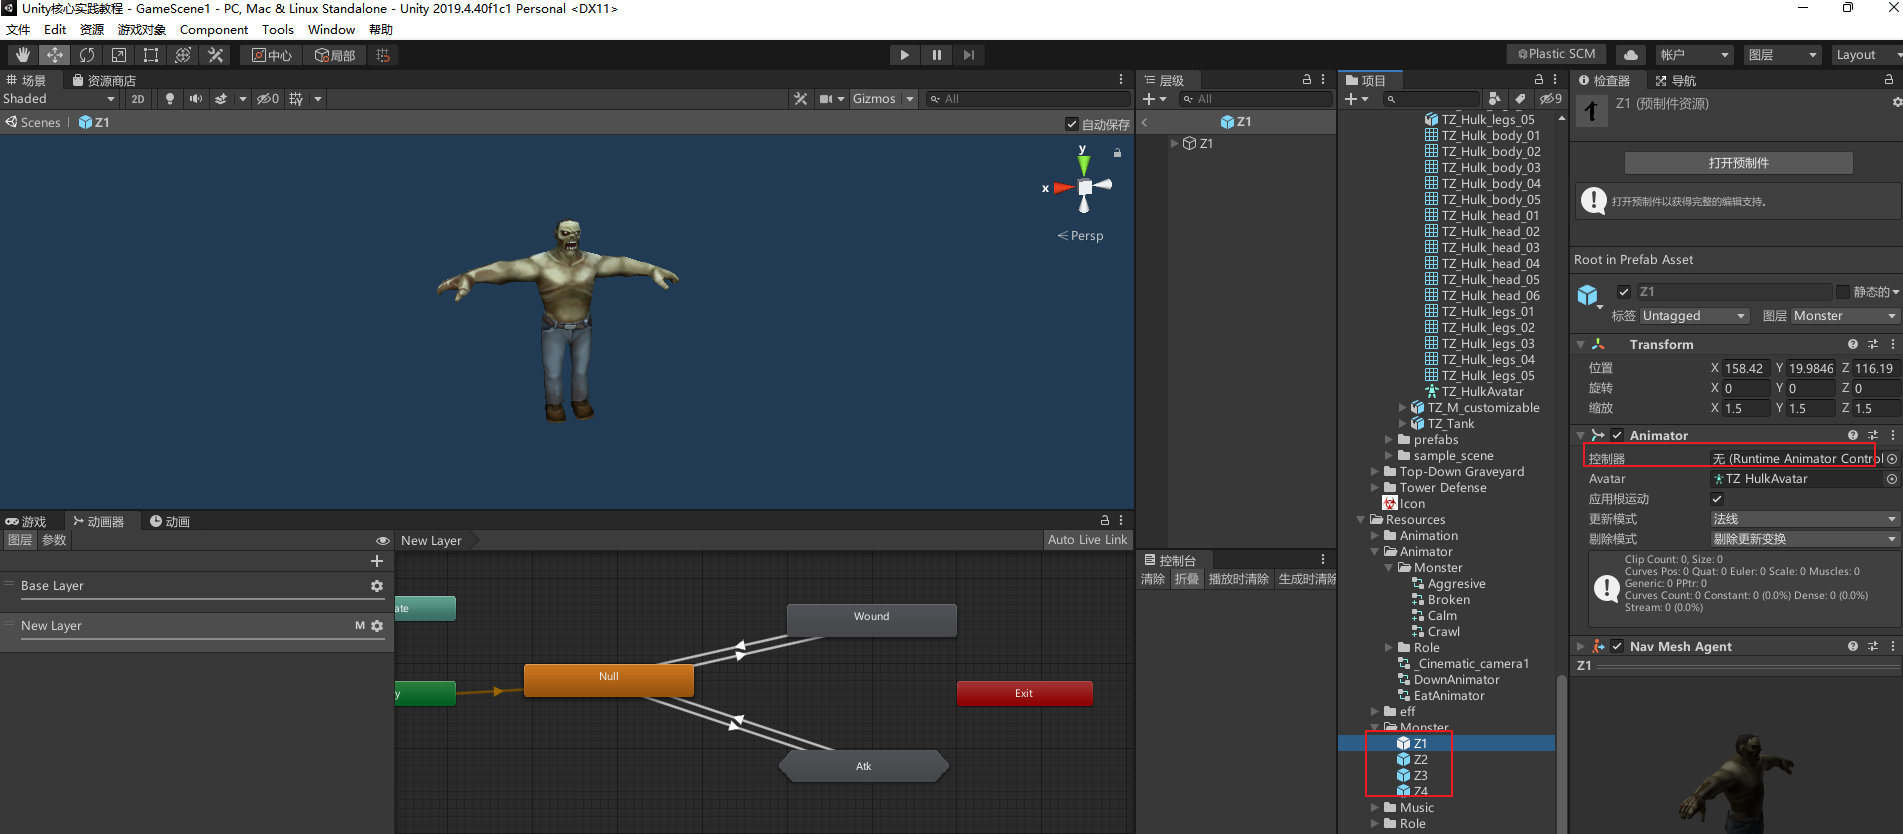 Unity核心实践教程 - GameScene1 - PC, Mac & Linux Standalone - Unity 2019.4.40f1c1 Personal <DX11>
文件 Edit 资源 游戏对象 Component Tools Window 帮助
中心 局部 Plastic SCM 帐户 图层 Layout
场景 资源商店
Shaded 2D 0 Gizmos All
Scenes Z1 自动保存
y
x
Persp
游戏 动画器 动画
图层 参数 New Layer Auto Live Link
Base Layer
New Layer M
ate
Wound
Null
y
Exit
Atk
层级
All
Z1
Z1
控制台
清除 折叠 播放时清除 生成时清除
项目
9
TZ_Hulk_legs_05
TZ_Hulk_body_01
TZ_Hulk_body_02
TZ_Hulk_body_03
TZ_Hulk_body_04
TZ_Hulk_body_05
TZ_Hulk_head_01
TZ_Hulk_head_02
TZ_Hulk_head_03
TZ_Hulk_head_04
TZ_Hulk_head_05
TZ_Hulk_head_06
TZ_Hulk_legs_01
TZ_Hulk_legs_02
TZ_Hulk_legs_03
TZ_Hulk_legs_04
TZ_Hulk_legs_05
TZ_HulkAvatar
TZ_M_customizable
TZ_Tank
prefabs
sample_scene
Top-Down Graveyard
Tower Defense
Icon
Resources
Animation
Animator
Monster
Aggresive
Broken
Calm
Crawl
Role
_Cinematic_camera1
DownAnimator
EatAnimator
eff
Monster
Z1
Z2
Z3
Z4
Music
Role
检查器 导航
Z1 (预制件资源)
打开预制件
打开预制件以获得完整的编辑支持。
Root in Prefab Asset
Z1 静态的
标签 Untagged 图层 Monster
Transform
位置 X 158.42 Y 19.9846 Z 116.19
旋转 X 0 Y 0 Z 0
缩放 X 1.5 Y 1.5 Z 1.5
Animator
控制器 无 (Runtime Animator Control
Avatar TZ HulkAvatar
应用根运动
更新模式 法线
剔除模式 剔除更新变换
Clip Count: 0, Size: 0
Curves Pos: 0 Quat: 0 Euler: 0 Scale: 0 Muscles: 0
Generic: 0 PPtr: 0
Curves Count: 0 Constant: 0 (0.0%) Dense: 0 (0.0%)
Stream: 0 (0.0%)
Nav Mesh Agent
Z1